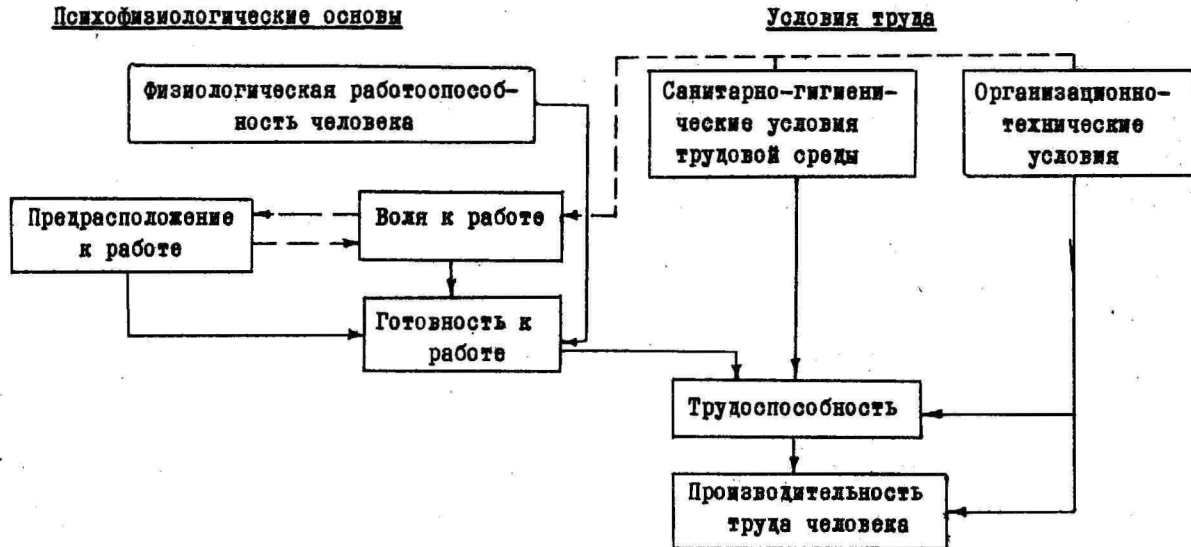 Психофизиологические основы
Условия труда
Физиологическая работоспособ-
ность человека
Санитарно-гигиени-
ческие условия
трудовой среды
Организационно-
технические
условия
Предрасположение
к работе
Воля к работе
Готовность к
работе
Трудоспособность
Производительность
труда человека